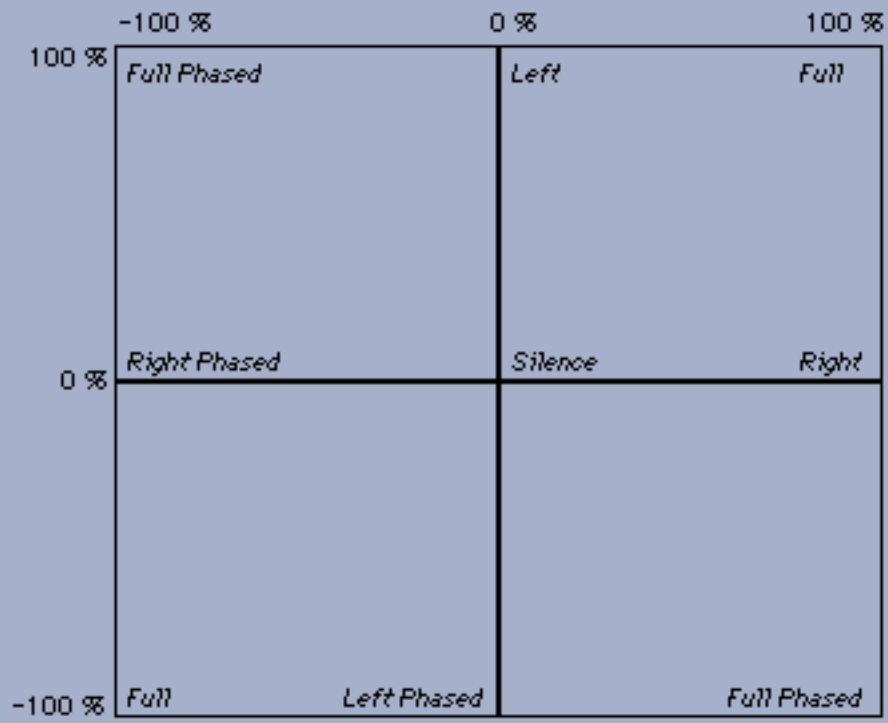 -100 % 0 % 100 %
100 %
Full Phased Left Full
Right Phased Silence Right
0 %
-100 % Full Left Phased Full Phased